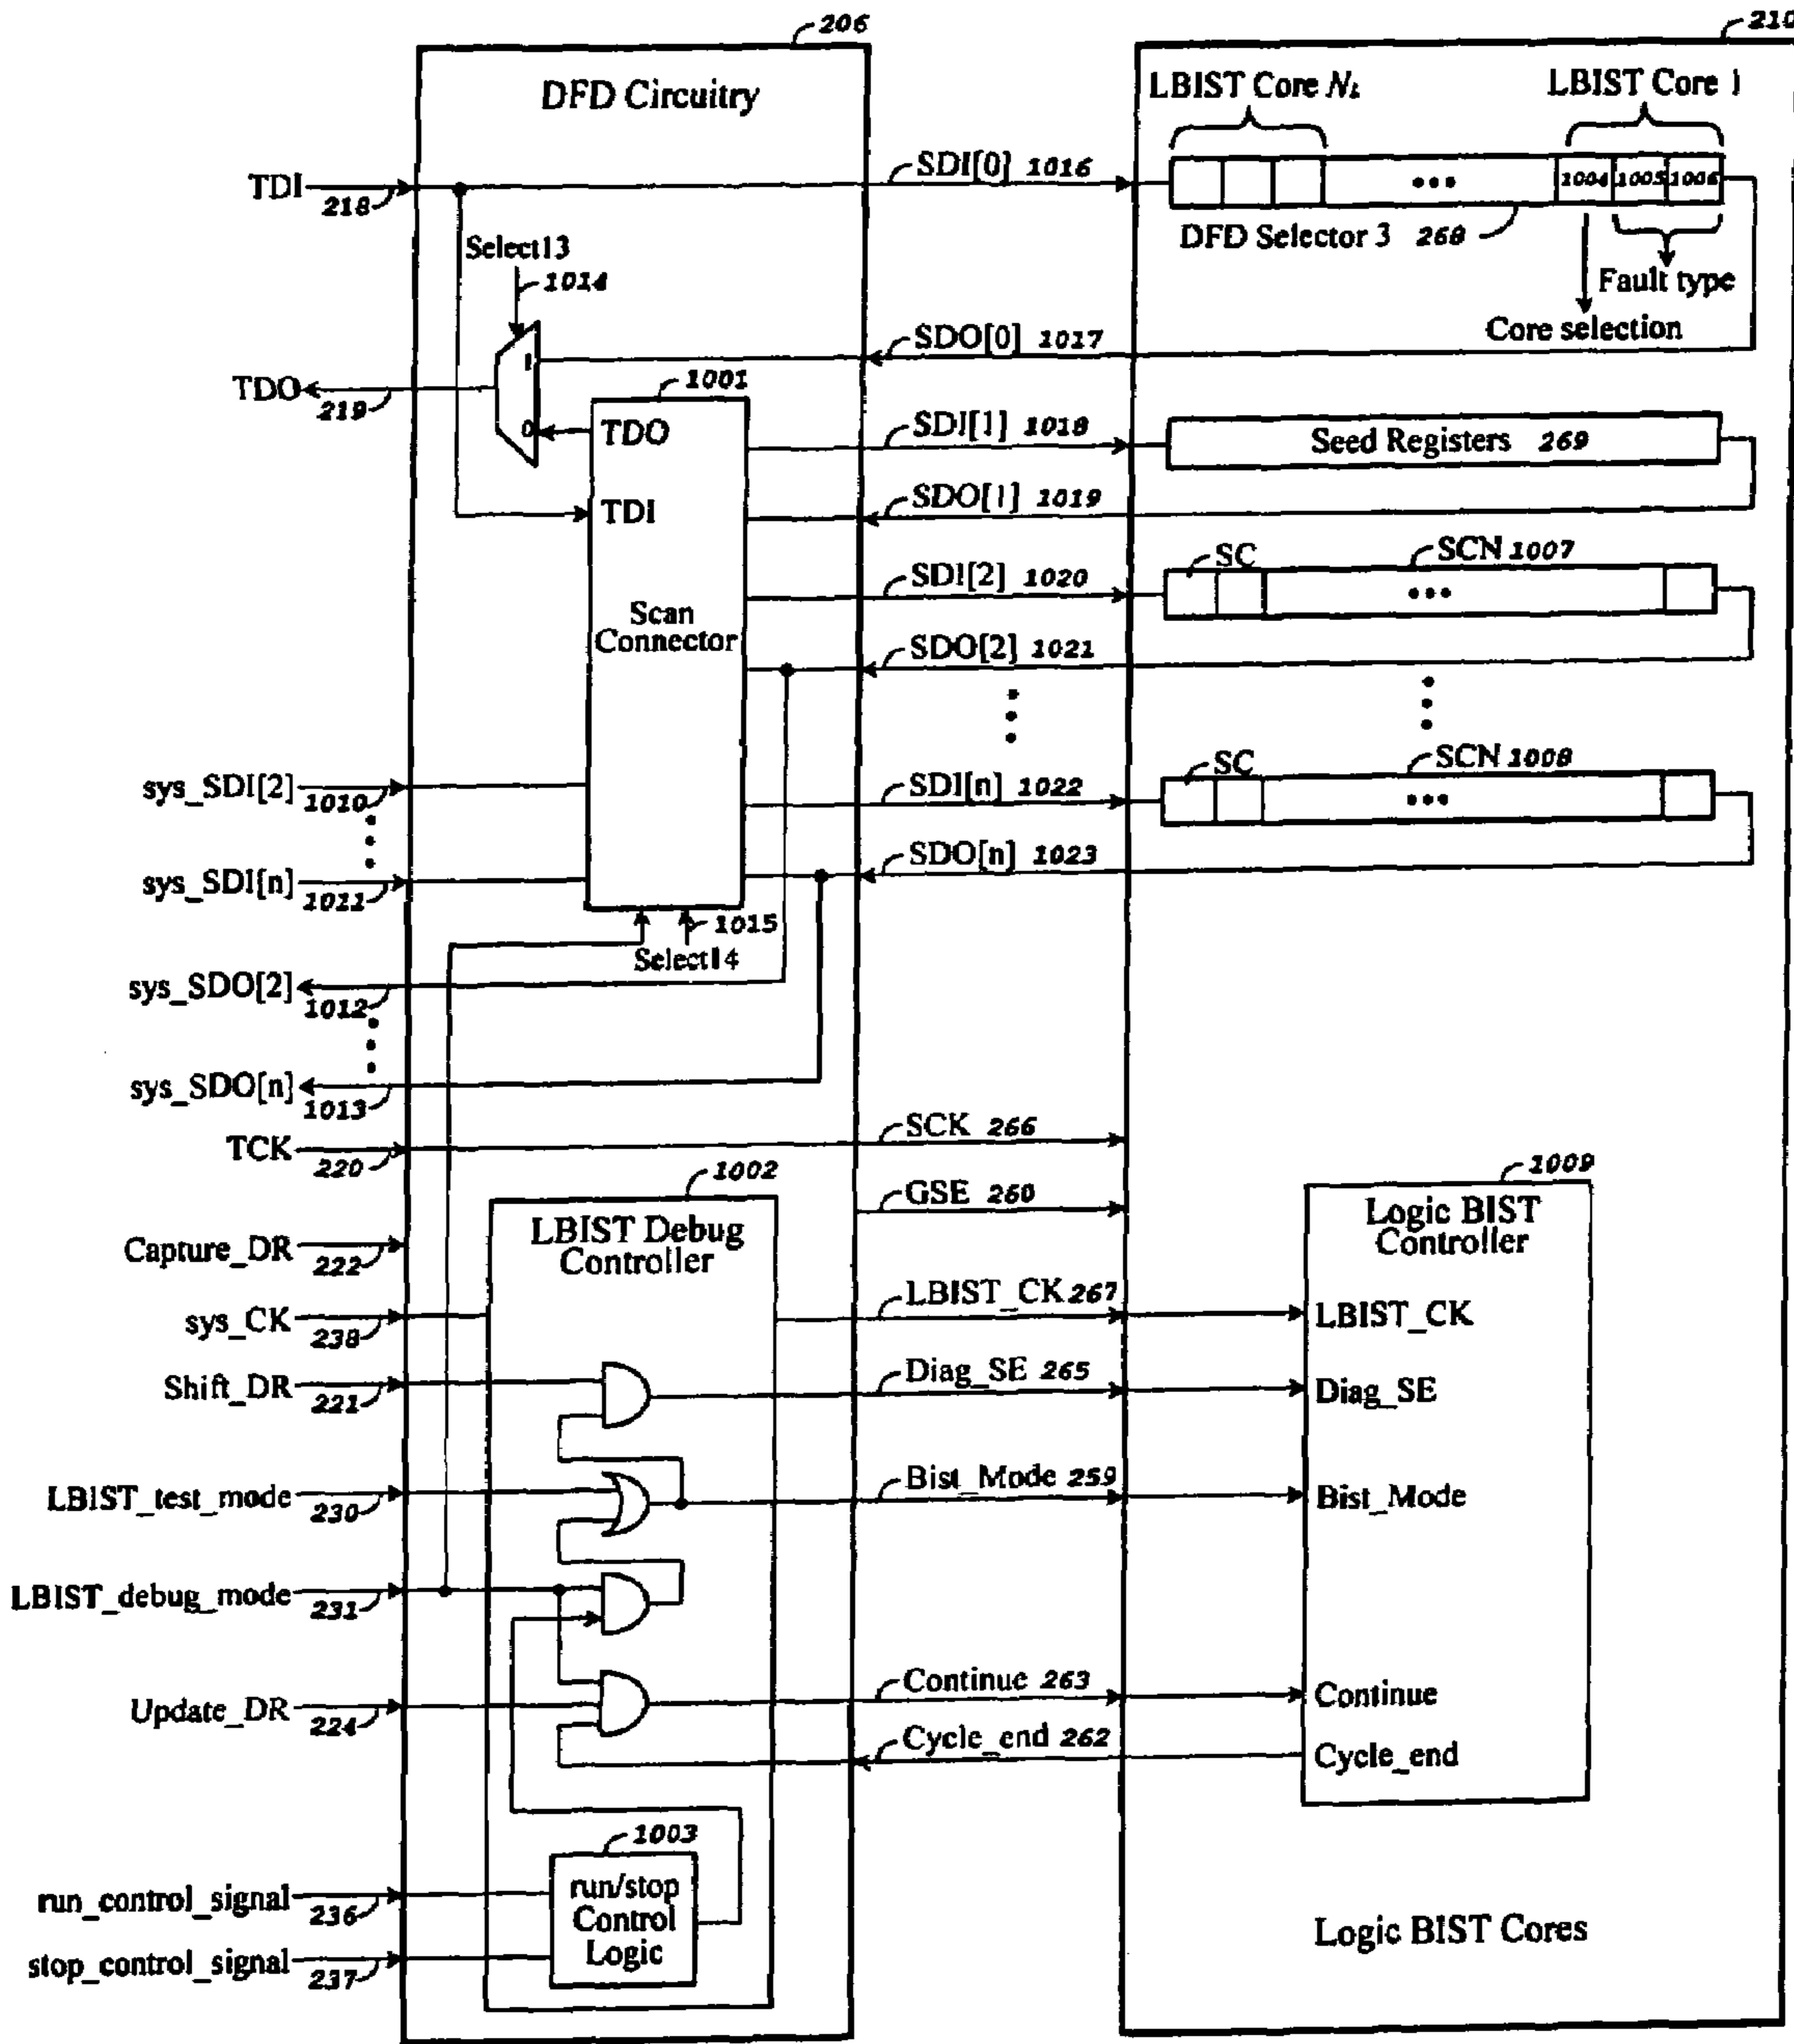 206
210
DFD Circuitry
LBIST Core
LBIST Core 1
TDI
218
SDI[0] 1016
1004 1005 1006
DFD Selector 3 268
Select13
1014
Fault type
Core selection
SDO[0] 1017
1
TDO
219
0
1001
TDO
SDI[1] 1018
Seed Registers 269
TDI
SDO[1] 1019
SC
SCN 1007
SDI[2] 1020
Scan
Connector
SDO[2] 1021
sys_SDI[2]
1010
SC
SCN 1008
SDI[n] 1022
sys_SDI[n]
1011
SDO[n] 1023
1015
Select14
sys_SDO[2]
1012
sys_SDO[n]
1013
TCK
220
SCK 266
1002
GSE 260
1009
LBIST Debug
Controller
Logic BIST
Controller
Capture_DR
222
sys_CK
238
LBIST_CK 267
LBIST_CK
Shift_DR
221
Diag_SE 265
Diag_SE
LBIST_test_mode
230
Bist_Mode 259
Bist_Mode
LBIST_debug_mode
231
Update_DR
224
Continue 263
Continue
Cycle_end 262
Cycle_end
1003
run_control_signal
236
run/stop
Control
Logic
stop_control_signal
237
Logic BIST Cores